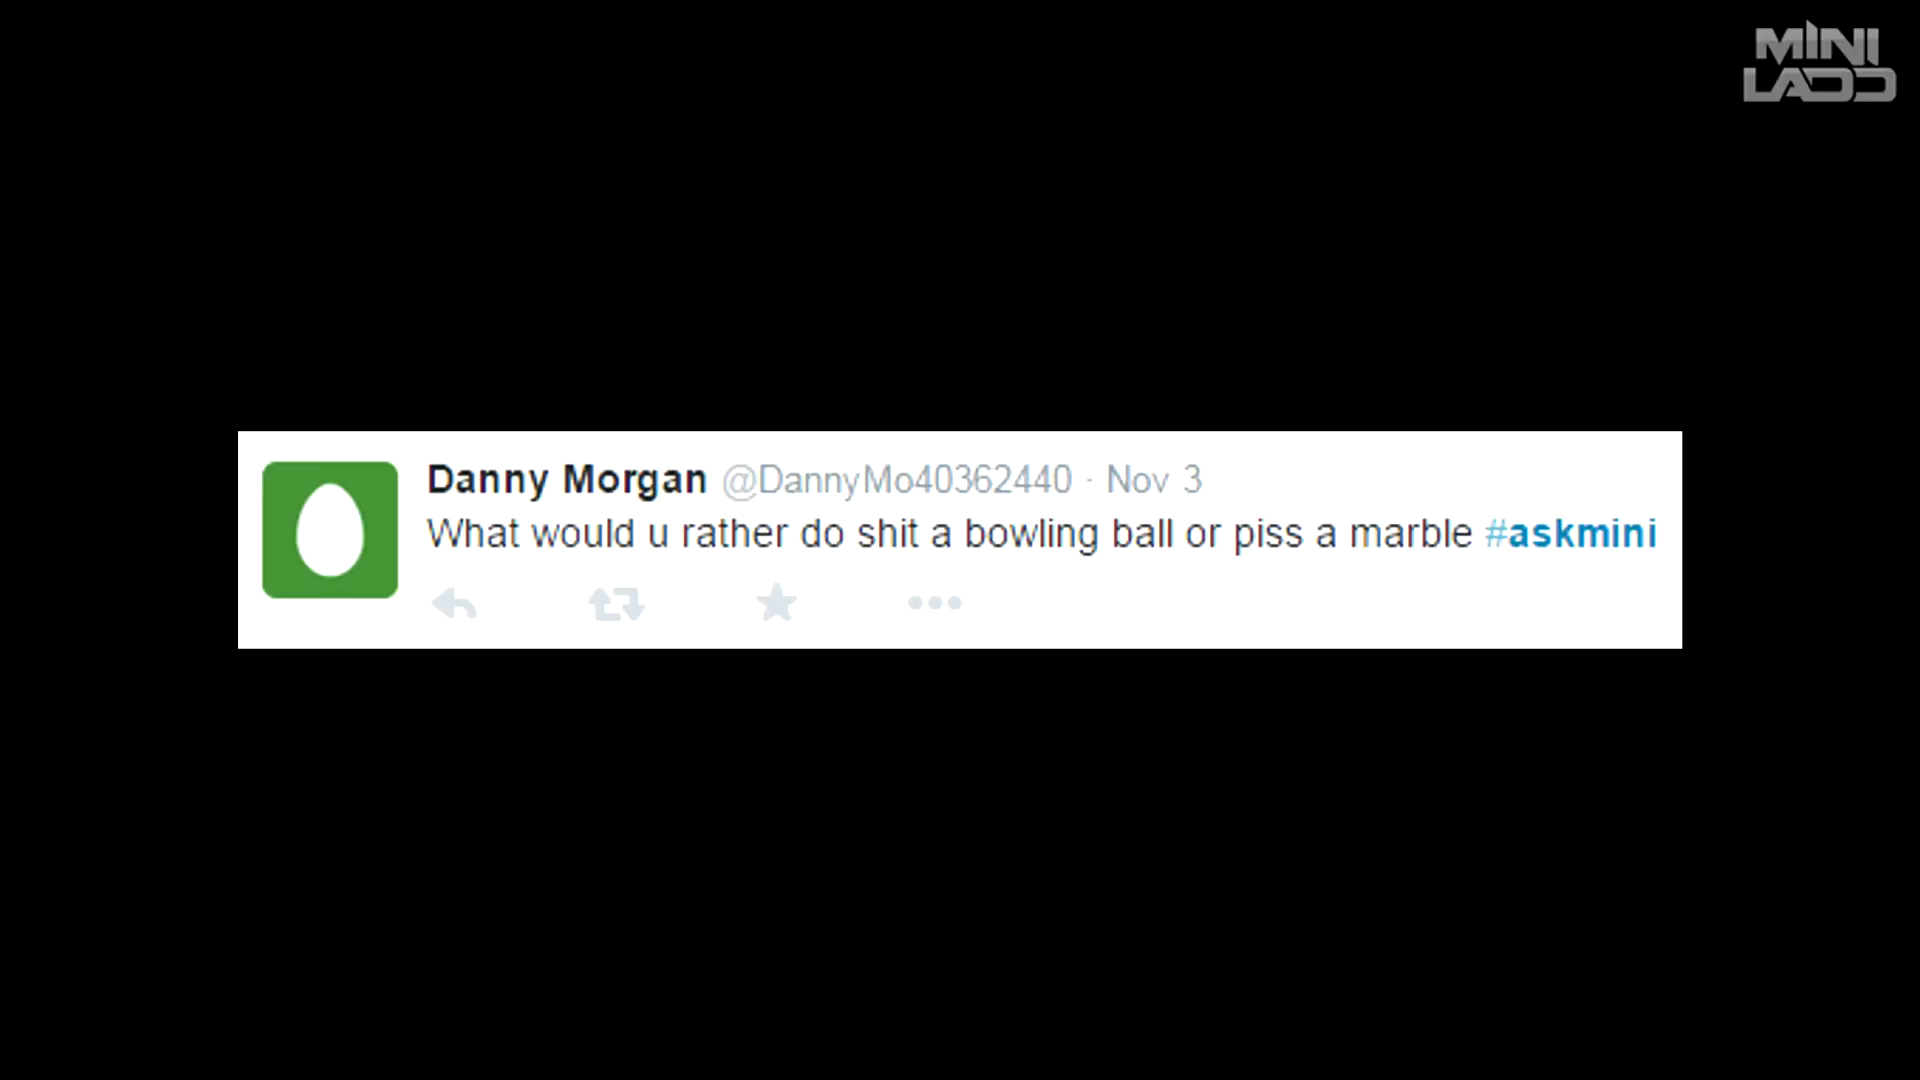 MINI
LADD
Danny Morgan @DannyMo40362440 · Nov 3
What would u rather do shit a bowling ball or piss a marble #askmini